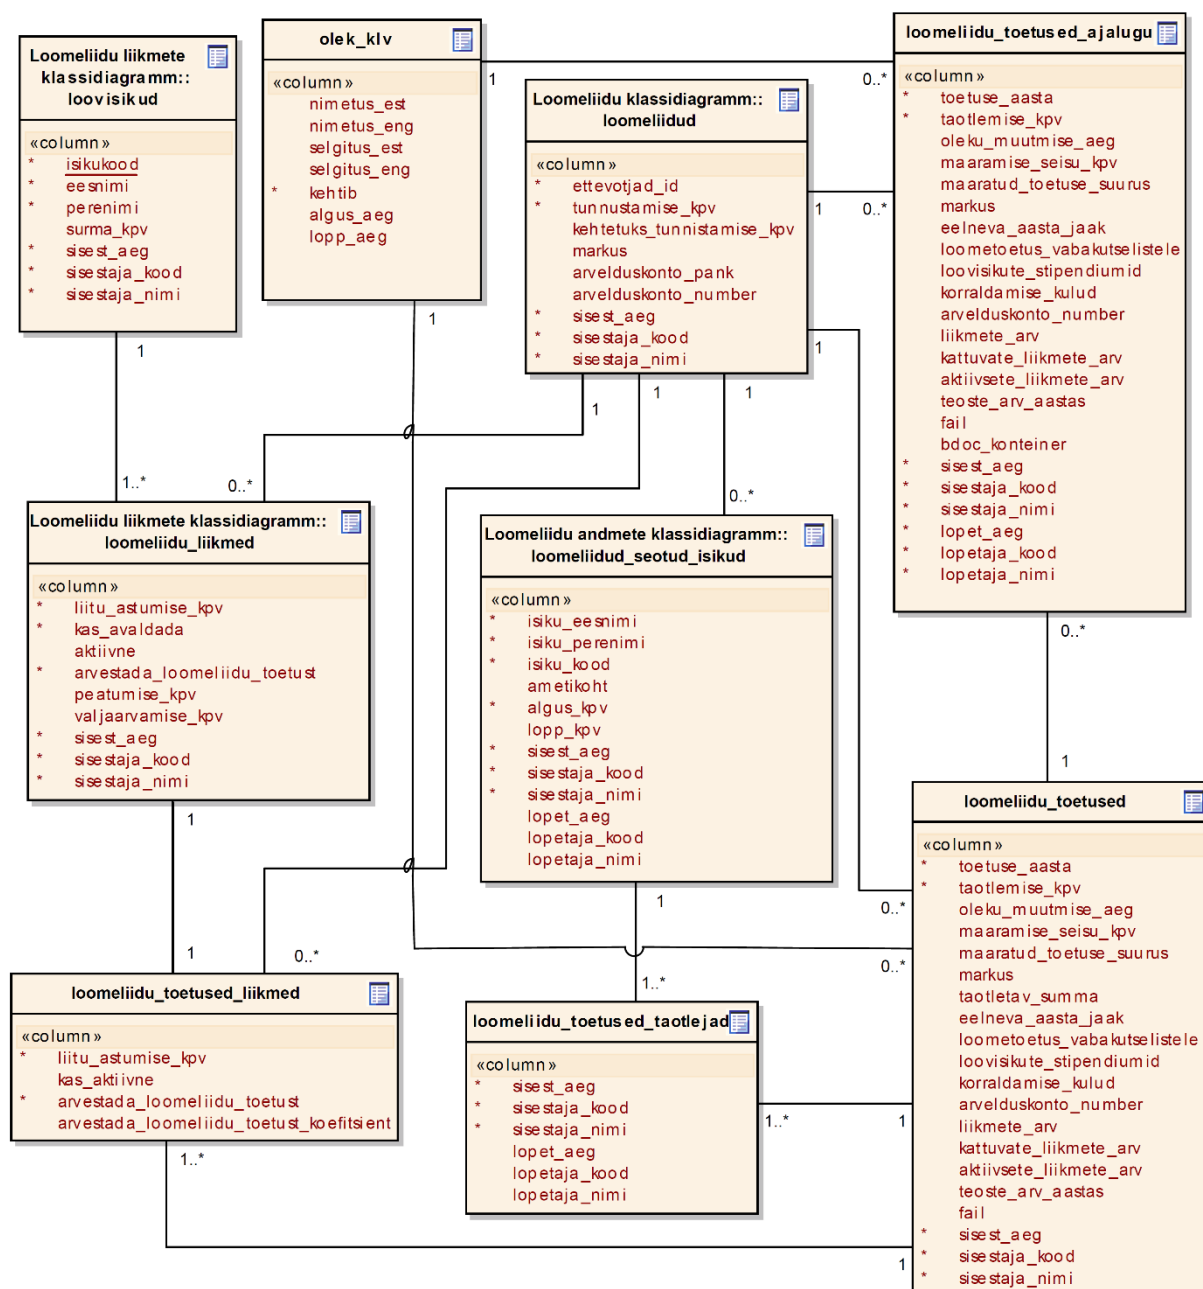 Loomeliidu liikmete
klassidiagramm::
loovisikud
«column»
* isikukood
* eesnimi
* perenimi
surma_kpv
* sisest_aeg
* sisestaja_kood
* sisestaja_nimi
olek_klv
«column»
nimetus_est
nimetus_eng
selgitus_est
selgitus_eng
* kehtib
algus_aeg
lopp_aeg
Loomeliidu klassidiagramm::
loomeliidud
«column»
* ettevotjad_id
* tunnustamise_kpv
kehtetuks_tunnistamise_kpv
markus
arvelduskonto_pank
arvelduskonto_number
* sisest_aeg
* sisestaja_kood
* sisestaja_nimi
loomeliidu_toetused_ajalugu
«column»
* toetuse_aasta
* taotlemise_kpv
oleku_muutmise_aeg
maaramise_seisu_kpv
maaratud_toetuse_suurus
markus
eelneva_aasta_jaak
loometoetus_vabakutselistele
loovisikute_stipendiumid
korraldamise_kulud
arvelduskonto_number
liikmete_arv
kattuvate_liikmete_arv
aktiivsete_liikmete_arv
teoste_arv_aastas
fail
bdoc_konteiner
* sisest_aeg
* sisestaja_kood
* sisestaja_nimi
* lopet_aeg
* lopetaja_kood
* lopetaja_nimi
1
0..*
1
0..*
1
1
1
1
1
1
1..*
0..*
0..*
0..*
1
Loomeliidu liikmete klassidiagramm::
loomeliidu_liikmed
«column»
* liitu_astumise_kpv
* kas_avaldada
aktiivne
* arvestada_loomeliidu_toetust
peatumise_kpv
valjaarvamise_kpv
* sisest_aeg
* sisestaja_kood
* sisestaja_nimi
Loomeliidu andmete klassidiagramm::
loomeliidud_seotud_isikud
«column»
* isiku_eesnimi
* isiku_perenimi
* isiku_kood
ametikoht
* algus_kpv
lopp_kpv
* sisest_aeg
* sisestaja_kood
* sisestaja_nimi
lopet_aeg
lopetaja_kood
lopetaja_nimi
1
1
0..*
1
0..*
0..*
1..*
loomeliidu_toetused_liikmed
«column»
* liitu_astumise_kpv
kas_aktiivne
* arvestada_loomeliidu_toetust
arvestada_loomeliidu_toetust_koefitsient
loomeliidu_toetused_taotlejad
«column»
* sisest_aeg
* sisestaja_kood
* sisestaja_nimi
lopet_aeg
lopetaja_kood
lopetaja_nimi
1..*
1
1..*
1
loomeliidu_toetused
«column»
* toetuse_aasta
* taotlemise_kpv
oleku_muutmise_aeg
maaramise_seisu_kpv
maaratud_toetuse_suurus
markus
taotletav_summa
eelneva_aasta_jaak
loometoetus_vabakutselistele
loovisikute_stipendiumid
korraldamise_kulud
arvelduskonto_number
liikmete_arv
kattuvate_liikmete_arv
aktiivsete_liikmete_arv
teoste_arv_aastas
fail
* sisest_aeg
* sisestaja_kood
* sisestaja_nimi